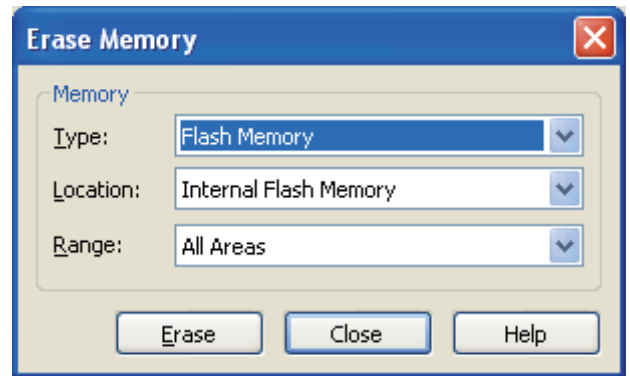 Erase Memory
Memory
Type: Flash Memory
Location: Internal Flash Memory
Range: All Areas
Erase Close Help